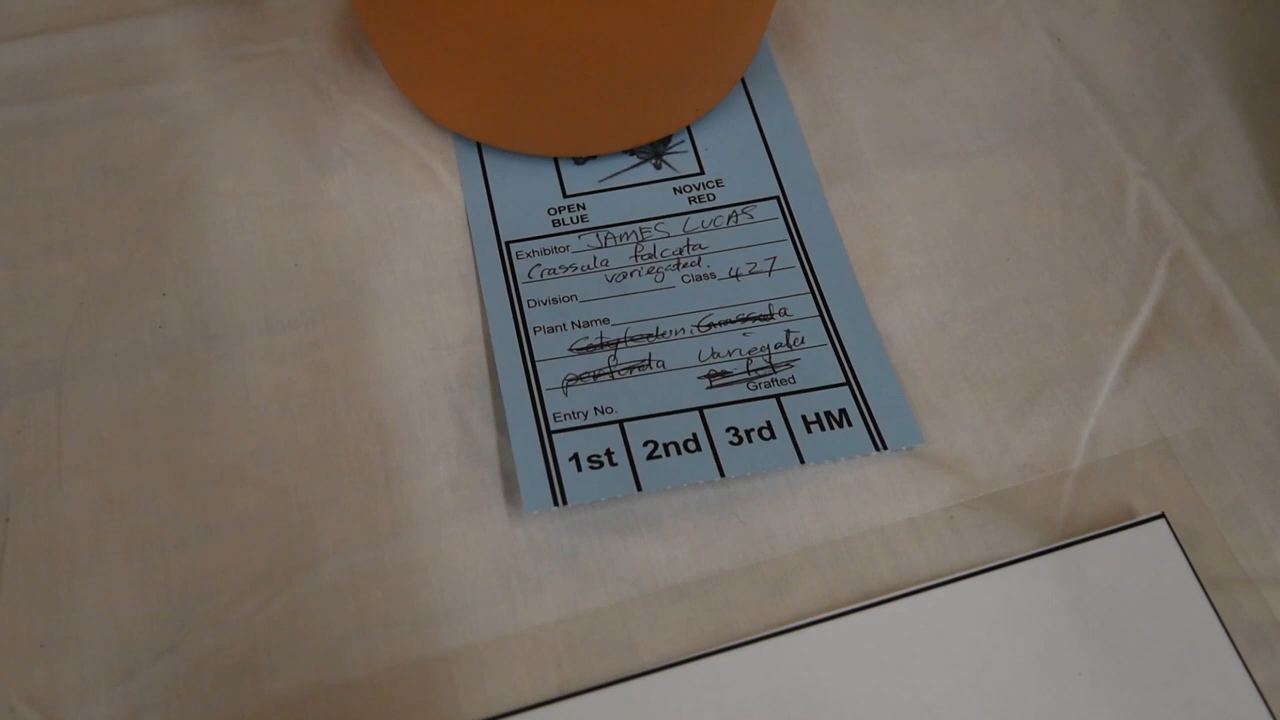 OPEN BLUE NOVICE RED
Exhibitor JAMES LUCAS
Crassula falcata
variegated.
Division Class 427
Plant Name
Cotyledon. Crassula
perforata Variegata
Grafted
Entry No.
1st 2nd 3rd HM